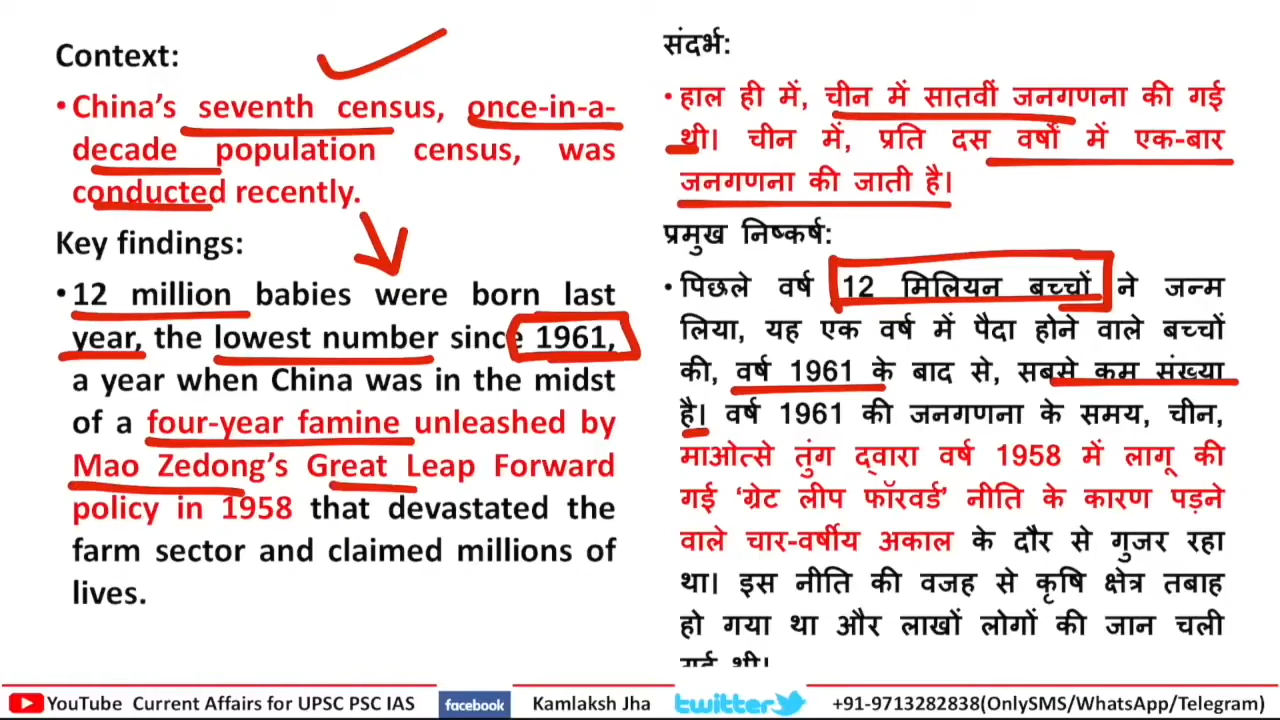 Context:
• China's seventh census, once-in-a-
decade population census, was
conducted recently.
Key findings:
• 12 million babies were born last
year, the lowest number since 1961,
a year when China was in the midst
of a four-year famine unleashed by
Mao Zedong's Great Leap Forward
policy in 1958 that devastated the
farm sector and claimed millions of
lives.
संदर्भ:
• हाल ही में, चीन में सातवीं जनगणना की गई
थी। चीन में, प्रति दस वर्षों में एक-बार
जनगणना की जाती है।
प्रमुख निष्कर्ष:
• पिछले वर्ष 12 मिलियन बच्चों ने जन्म
लिया, यह एक वर्ष में पैदा होने वाले बच्चों
की, वर्ष 1961 के बाद से, सबसे कम संख्या
है। वर्ष 1961 की जनगणना के समय, चीन,
माओत्से तुंग द्वारा वर्ष 1958 में लागू की
गई ‘ग्रेट लीप फॉरवर्ड’ नीति के कारण पड़ने
वाले चार-वर्षीय अकाल के दौर से गुजर रहा
था। इस नीति की वजह से कृषि क्षेत्र तबाह
हो गया था और लाखों लोगों की जान चली
गई थी।
YouTube Current Affairs for UPSC PSC IAS facebook Kamlaksh Jha twitter +91-9713282838(OnlySMS/WhatsApp/Telegram)